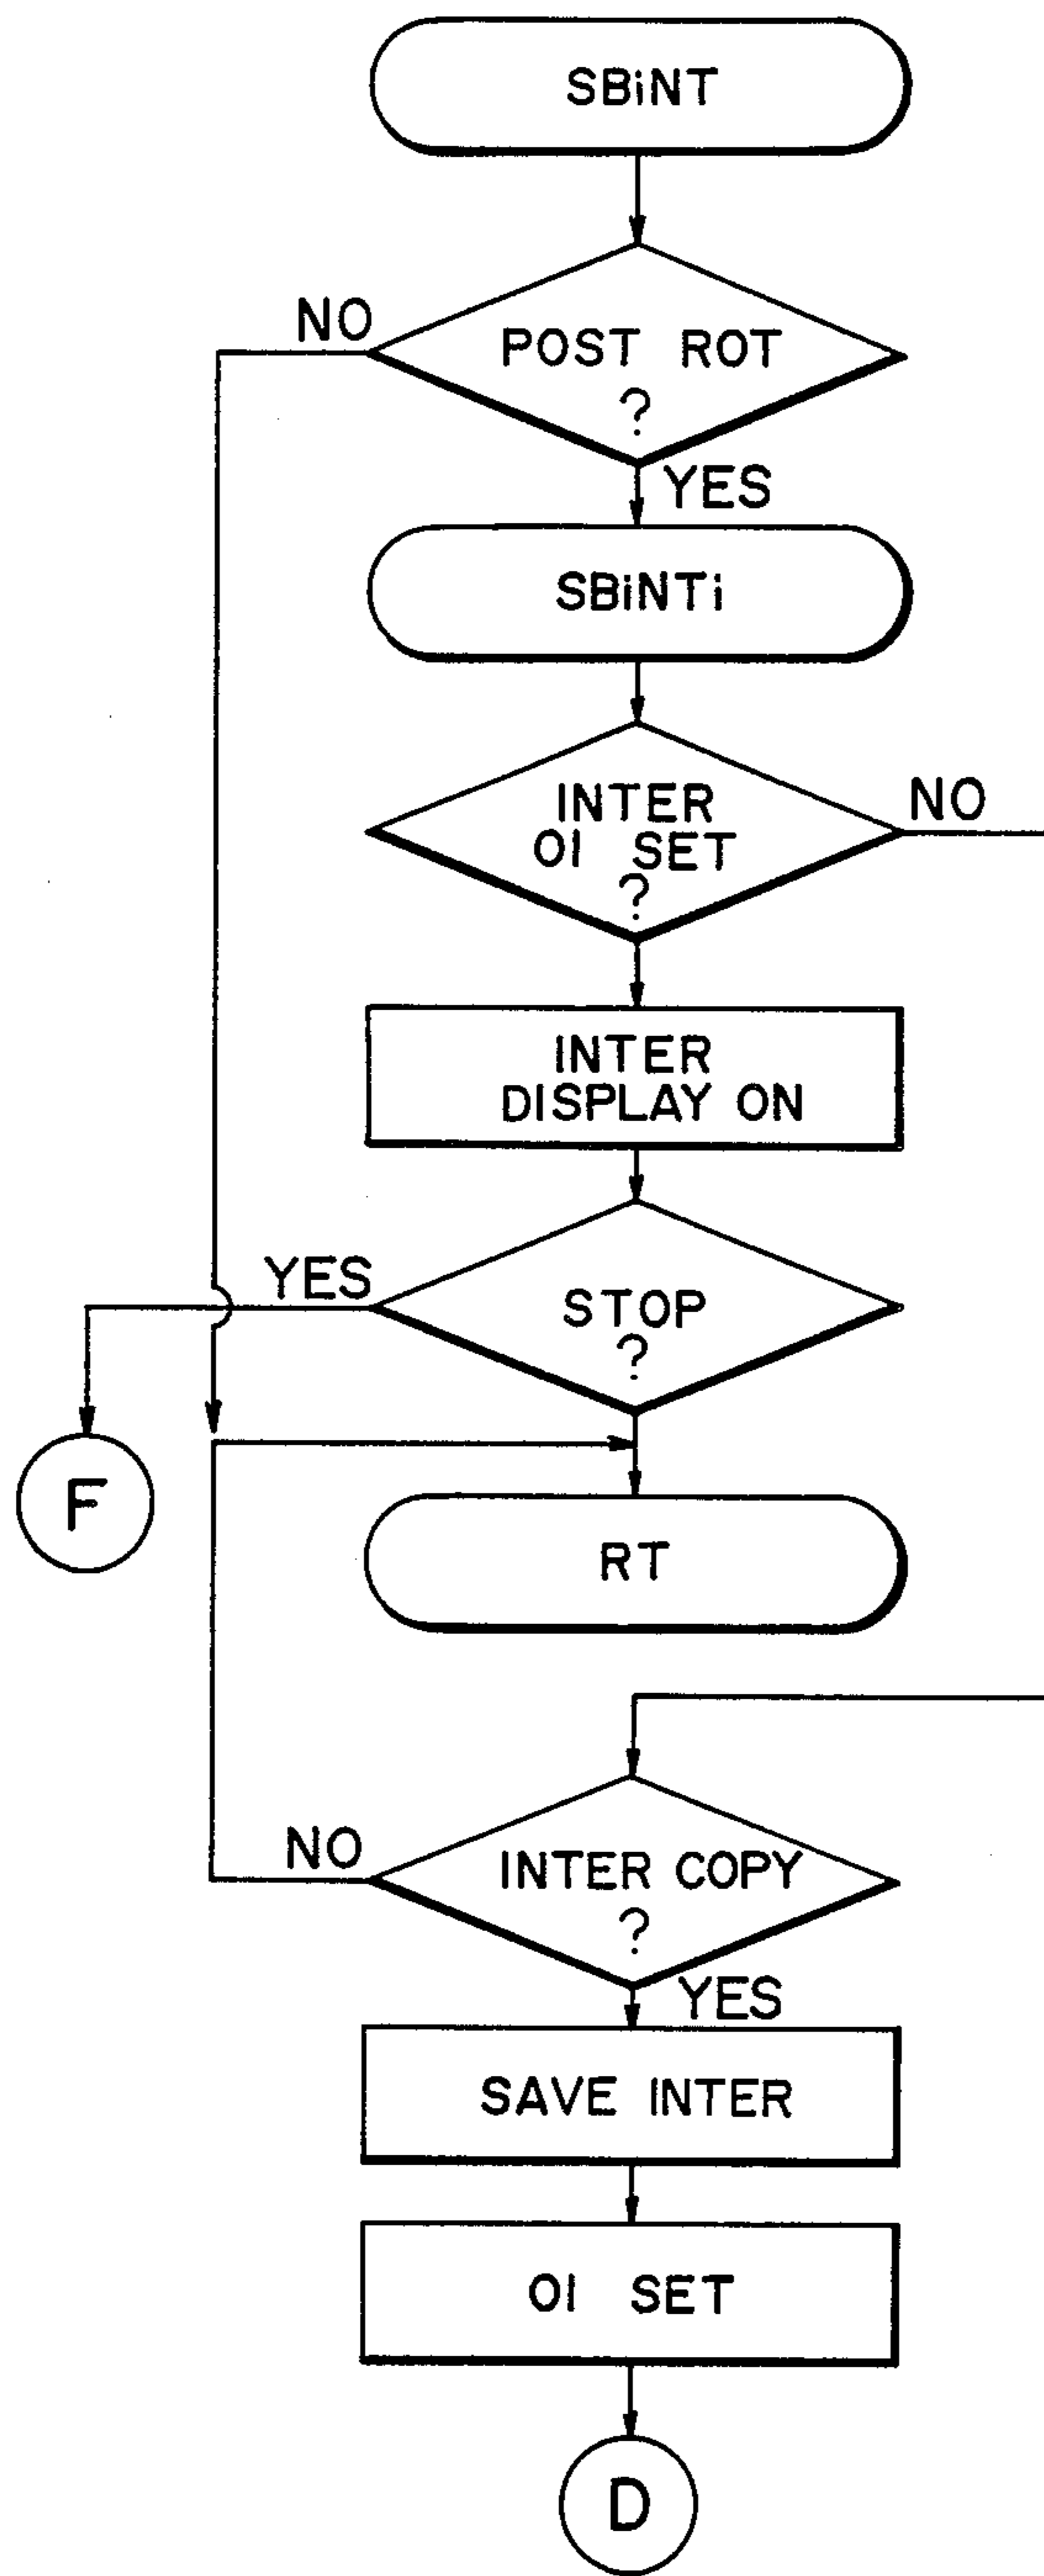 SBiNT
NO
POST ROT
?
YES
SBiNTi
INTER
NO
OI SET
?
INTER
DISPLAY ON
YES
STOP
?
F
RT
NO
INTER COPY
?
YES
SAVE INTER
OI SET
D